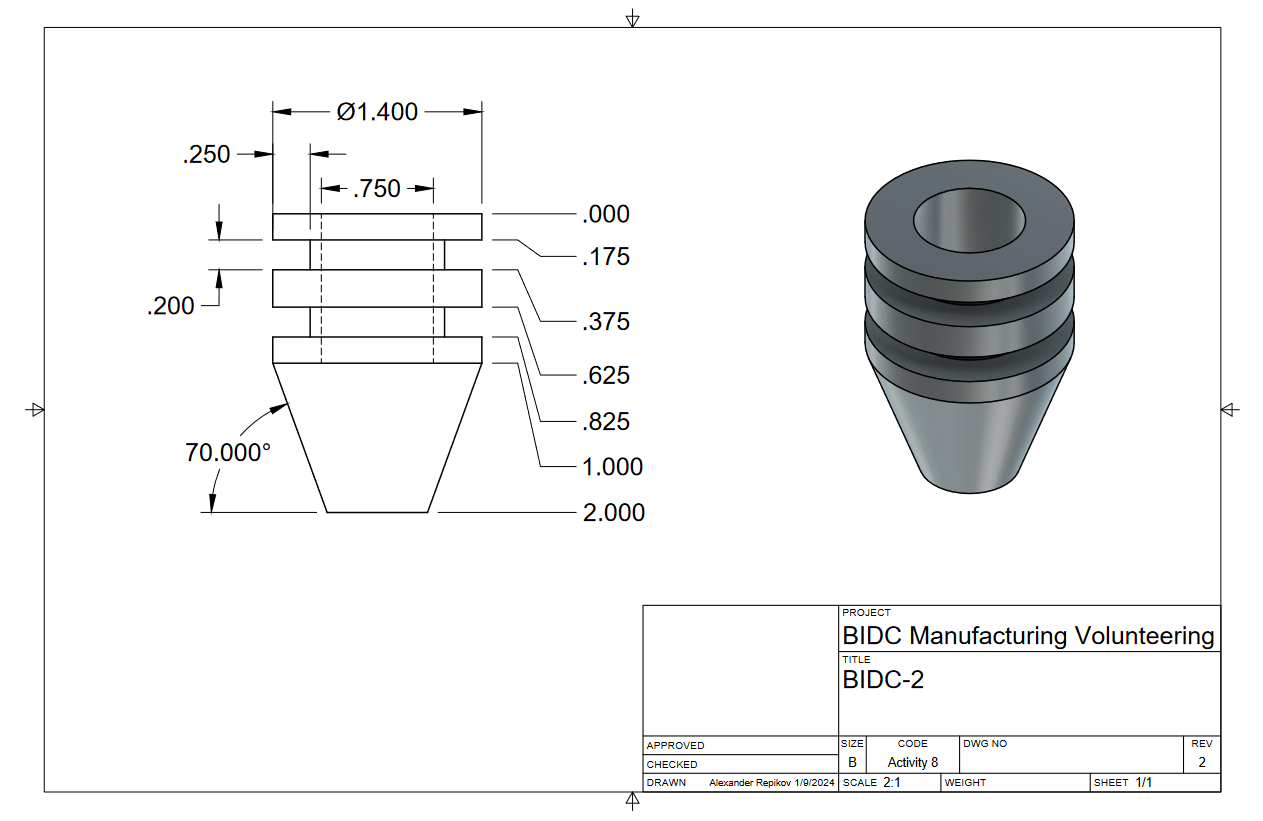 Ø1.400
.250
.750
.000
.175
.200
.375
.625
.825
70.000°
1.000
2.000
PROJECT
BIDC Manufacturing Volunteering
TITLE
BIDC-2
APPROVED
SIZE
CODE
DWG NO
REV
CHECKED
B
Activity 8
2
DRAWN Alexander Repikov 1/9/2024
SCALE 2:1
WEIGHT
SHEET 1/1